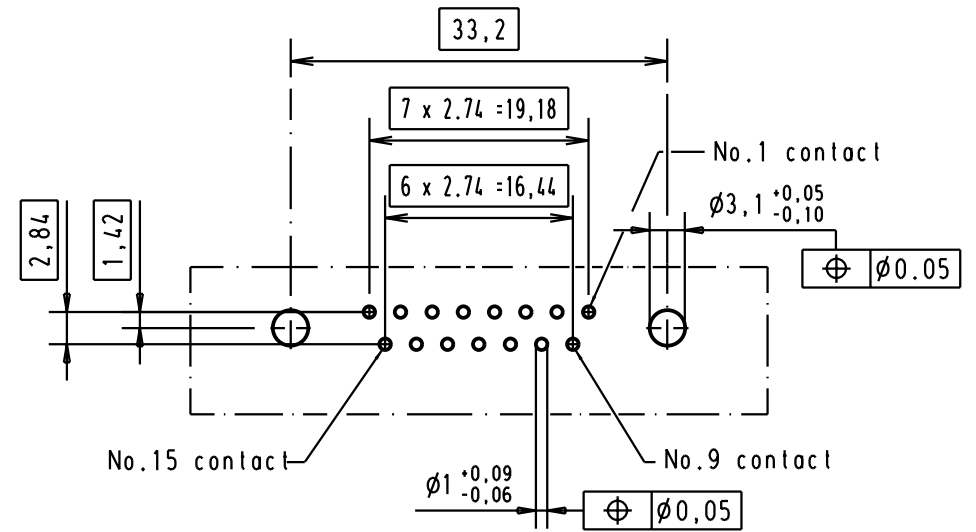 33,2
7 x 2.74 =19,18
No.1 contact
6 x 2.74 =16,44
Ø3,1 +0,05 -0,10
2,84
1,42
⌖ Ø0.05
No.15 contact
No.9 contact
Ø1 +0,09 -0,06
⌖ Ø0,05